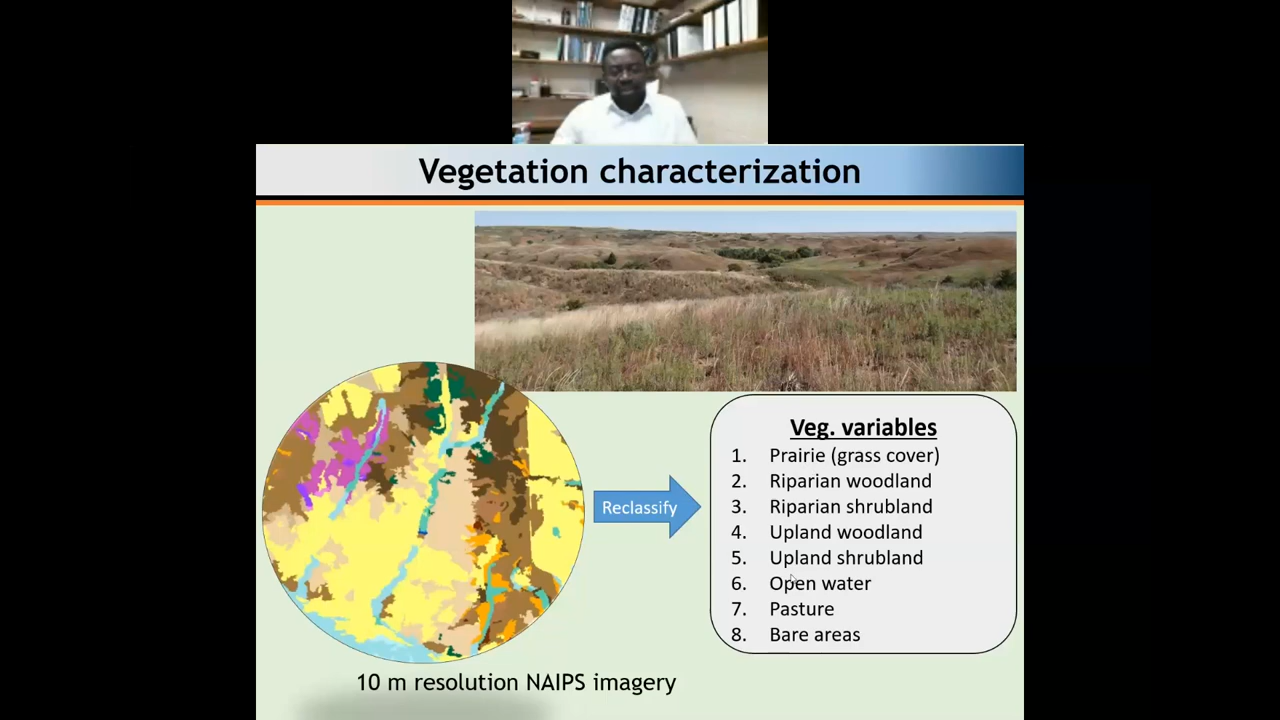 Vegetation characterization
Reclassify
Veg. variables
1. Prairie (grass cover)
2. Riparian woodland
3. Riparian shrubland
4. Upland woodland
5. Upland shrubland
6. Open water
7. Pasture
8. Bare areas
10 m resolution NAIPS imagery